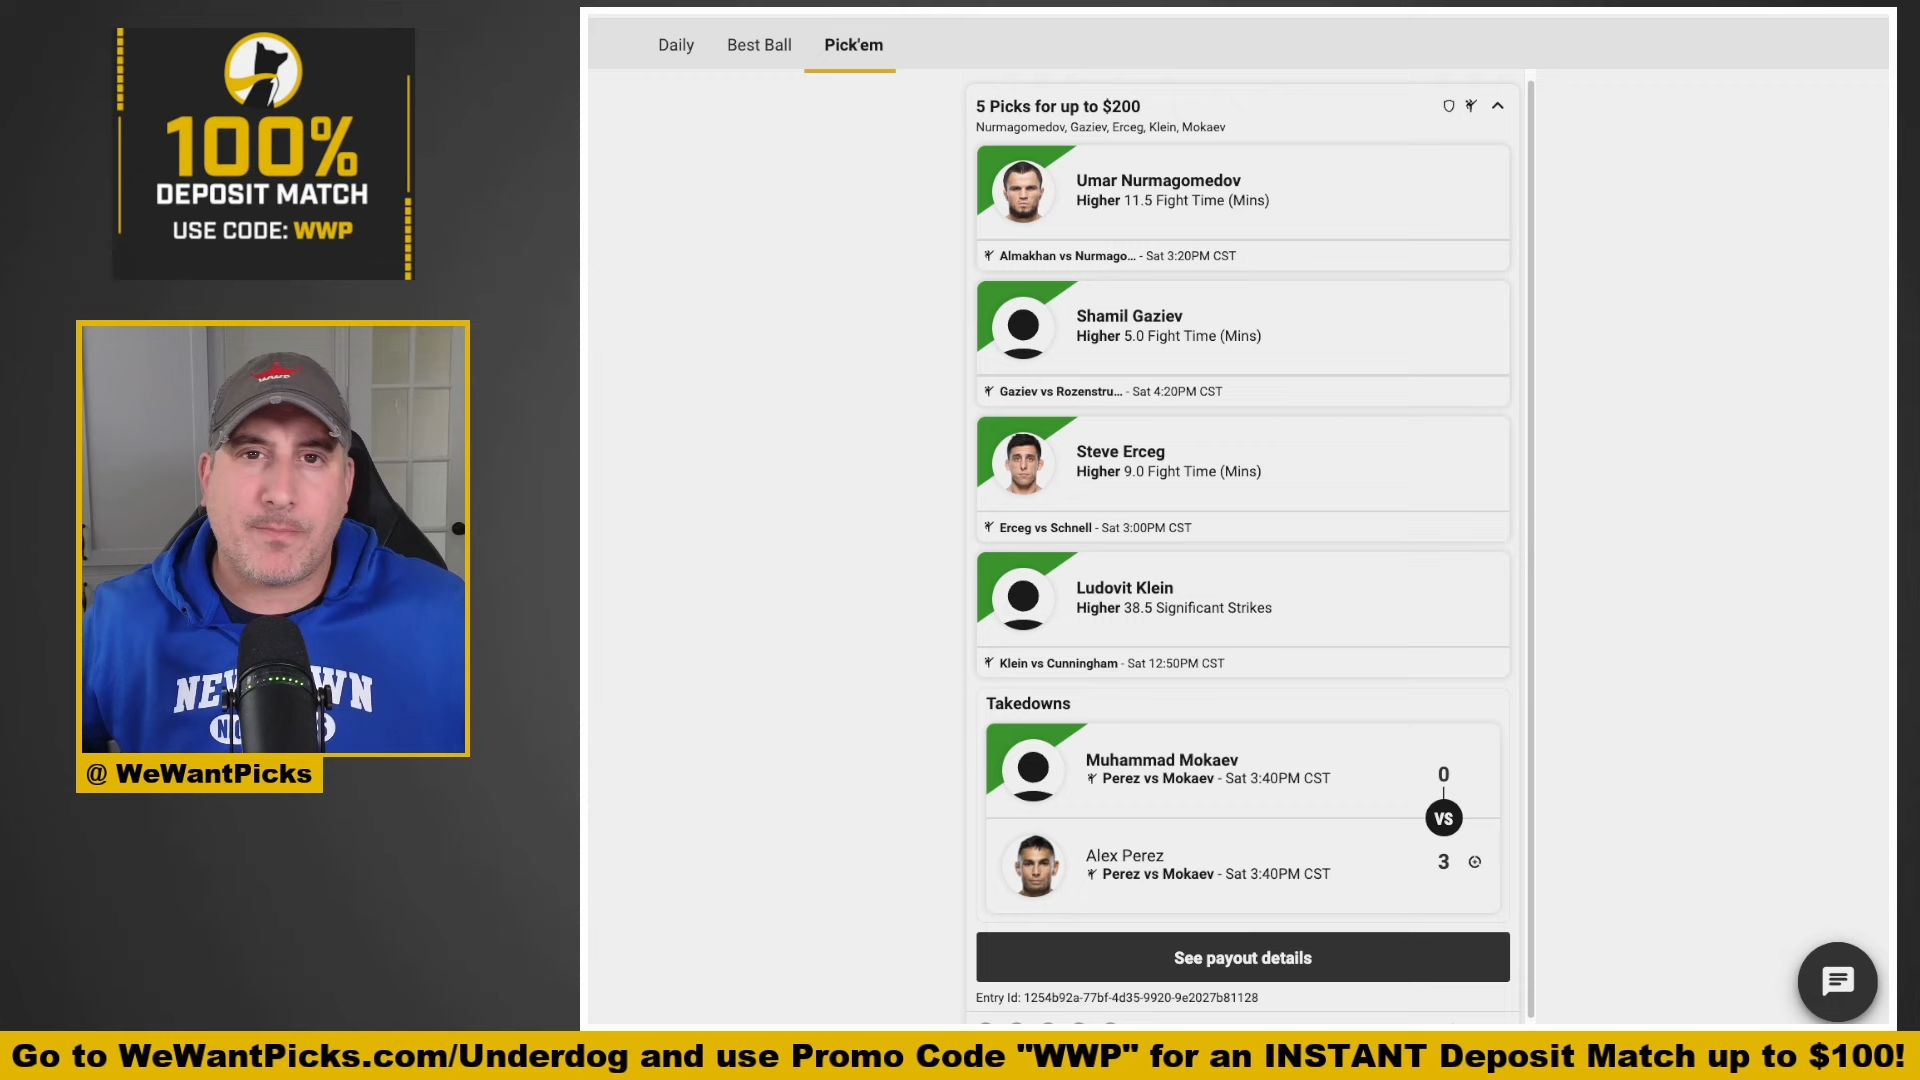 100%
DEPOSIT MATCH
USE CODE: WWP
@ WeWantPicks
Daily
Best Ball
Pick'em
5 Picks for up to $200
Nurmagomedov, Gaziev, Erceg, Klein, Mokaev
Umar Nurmagomedov
Higher 11.5 Fight Time (Mins)
Almakhan vs Nurmago... - Sat 3:20PM CST
Shamil Gaziev
Higher 5.0 Fight Time (Mins)
Gaziev vs Rozenstru... - Sat 4:20PM CST
Steve Erceg
Higher 9.0 Fight Time (Mins)
Erceg vs Schnell - Sat 3:00PM CST
Ludovit Klein
Higher 38.5 Significant Strikes
Klein vs Cunningham - Sat 12:50PM CST
Takedowns
Muhammad Mokaev
Perez vs Mokaev - Sat 3:40PM CST
0
VS
Alex Perez
Perez vs Mokaev - Sat 3:40PM CST
3
See payout details
Entry Id: 1254b92a-77bf-4d35-9920-9e2027b81128
Go to WeWantPicks.com/Underdog and use Promo Code "WWP" for an INSTANT Deposit Match up to $100!